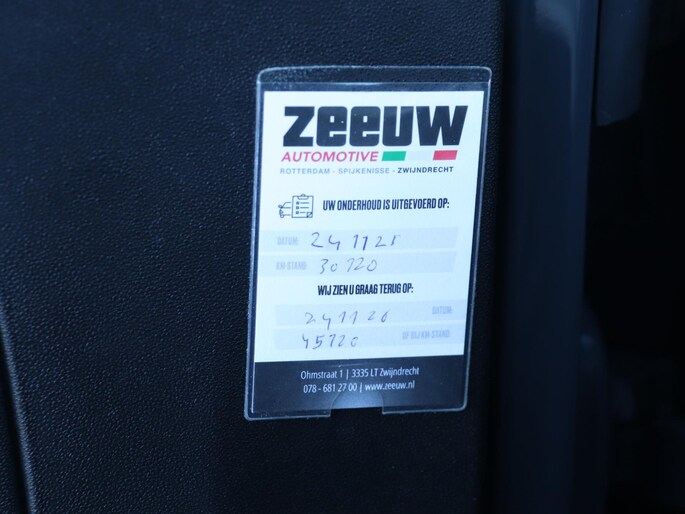 ZEEUW
AUTOMOTIVE
ROTTERDAM - SPIJKENISSE - ZWIJNDRECHT
UW ONDERHOUD IS UITGEVOERD OP:
DATUM: 24 11 25
KM-STAND: 30720
WIJ ZIEN U GRAAG TERUG OP:
24 11 26 DATUM:
45720 OF BIJ KM-STAND:
Ohmstraat 1 | 3335 LT Zwijndrecht
078 - 681 27 00 | www.zeeuw.nl